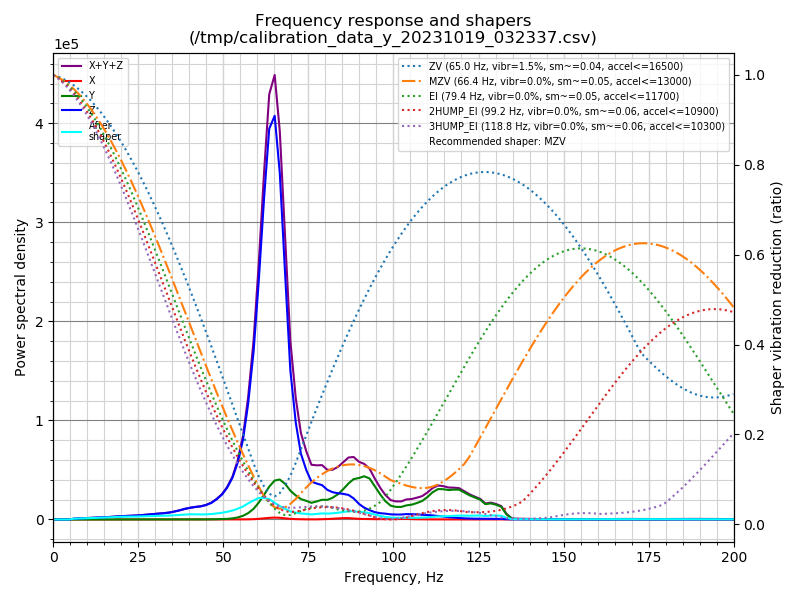 Frequency response and shapers
(/tmp/calibration_data_y_20231019_032337.csv)
1e5
X+Y+Z
X
Y
Z
After
shaper
ZV (65.0 Hz, vibr=1.5%, sm~=0.04, accel<=16500)
MZV (66.4 Hz, vibr=0.0%, sm~=0.05, accel<=13000)
EI (79.4 Hz, vibr=0.0%, sm~=0.05, accel<=11700)
2HUMP_EI (99.2 Hz, vibr=0.0%, sm~=0.06, accel<=10900)
3HUMP_EI (118.8 Hz, vibr=0.0%, sm~=0.06, accel<=10300)
Recommended shaper: MZV
Power spectral density
4
3
2
1
0
1.0
0.8
0.6
0.4
0.2
0.0
Shaper vibration reduction (ratio)
0 25 50 75 100 125 150 175 200
Frequency, Hz